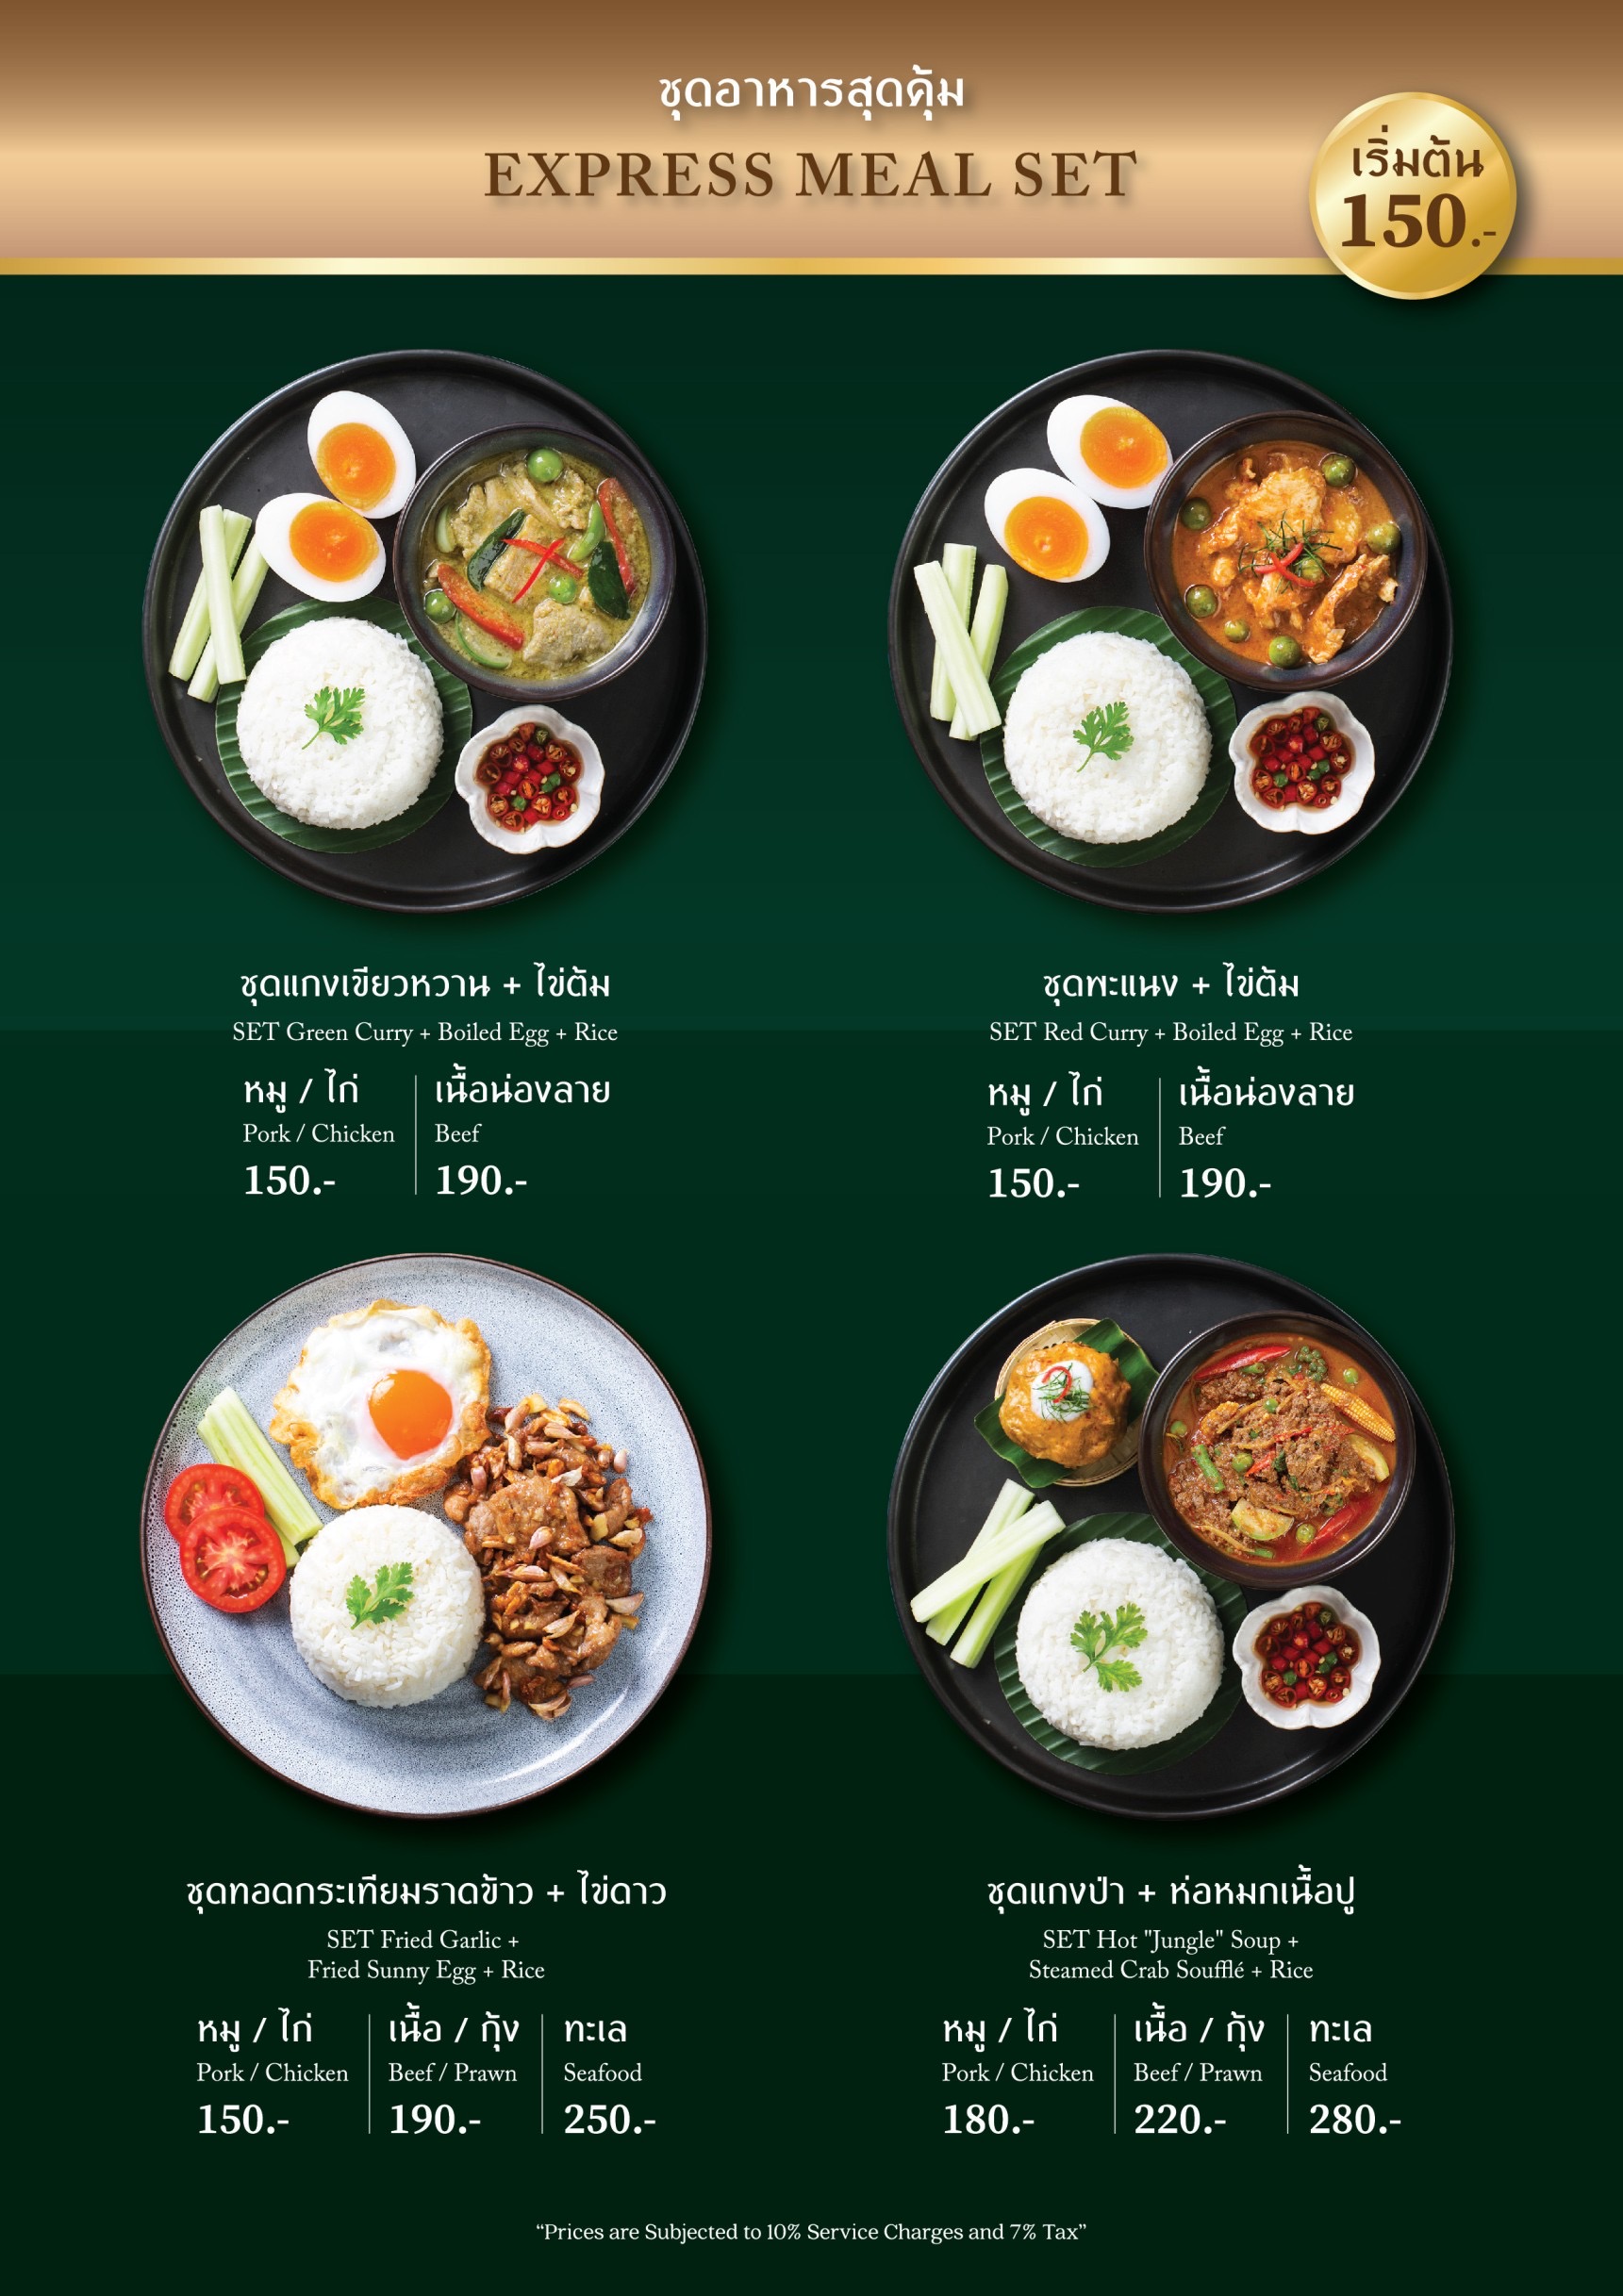 ชุดอาหารสุดคุ้ม
EXPRESS MEAL SET
เริ่มต้น
150.-
ชุดแกงเขียวหวาน + ไข่ต้ม
SET Green Curry + Boiled Egg + Rice
หมู / ไก่
Pork / Chicken
150.-
เนื้อน่องลาย
Beef
190.-
ชุดพะแนง + ไข่ต้ม
SET Red Curry + Boiled Egg + Rice
หมู / ไก่
Pork / Chicken
150.-
เนื้อน่องลาย
Beef
190.-
ชุดทอดกระเทียมราดข้าว + ไข่ดาว
SET Fried Garlic +
Fried Sunny Egg + Rice
หมู / ไก่
Pork / Chicken
150.-
เนื้อ / กุ้ง
Beef / Prawn
190.-
ทะเล
Seafood
250.-
ชุดแกงป่า + ห่อหมกเนื้อปู
SET Hot "Jungle" Soup +
Steamed Crab Soufflé + Rice
หมู / ไก่
Pork / Chicken
180.-
เนื้อ / กุ้ง
Beef / Prawn
220.-
ทะเล
Seafood
280.-
“Prices are Subjected to 10% Service Charges and 7% Tax”